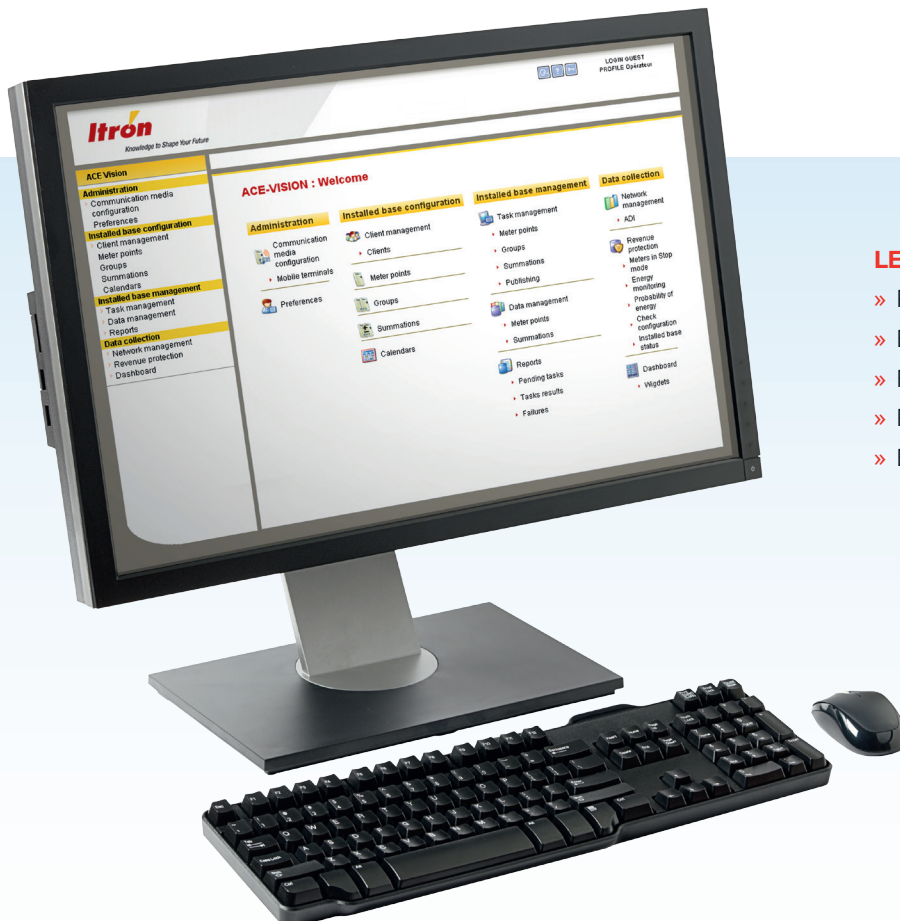 LOGIN GUEST
PROFILE Opérateur
Itrón
Knowledge to Shape Your Future
ACE Vision
Administration
Communication media
configuration
Preferences
Installed base configuration
Client management
Meter points
Groups
Summations
Calendars
Installed base management
Task management
Data management
Reports
Data collection
Network management
Revenue protection
Dashboard
ACE-VISION : Welcome
Administration
Communication
media
configuration
Mobile terminals
Preferences
Installed base configuration
Client management
Clients
Meter points
Groups
Summations
Calendars
Installed base management
Task management
Meter points
Groups
Summations
Publishing
Data management
Meter points
Summations
Reports
Pending tasks
Tasks results
Failures
Data collection
Network
management
ADI
Revenue
protection
Meters in Stop
mode
Energy
monitoring
Probability of
energy
Check
configuration
Installed base
status
Dashboard
Wigdets
LE
»
»
»
»
»